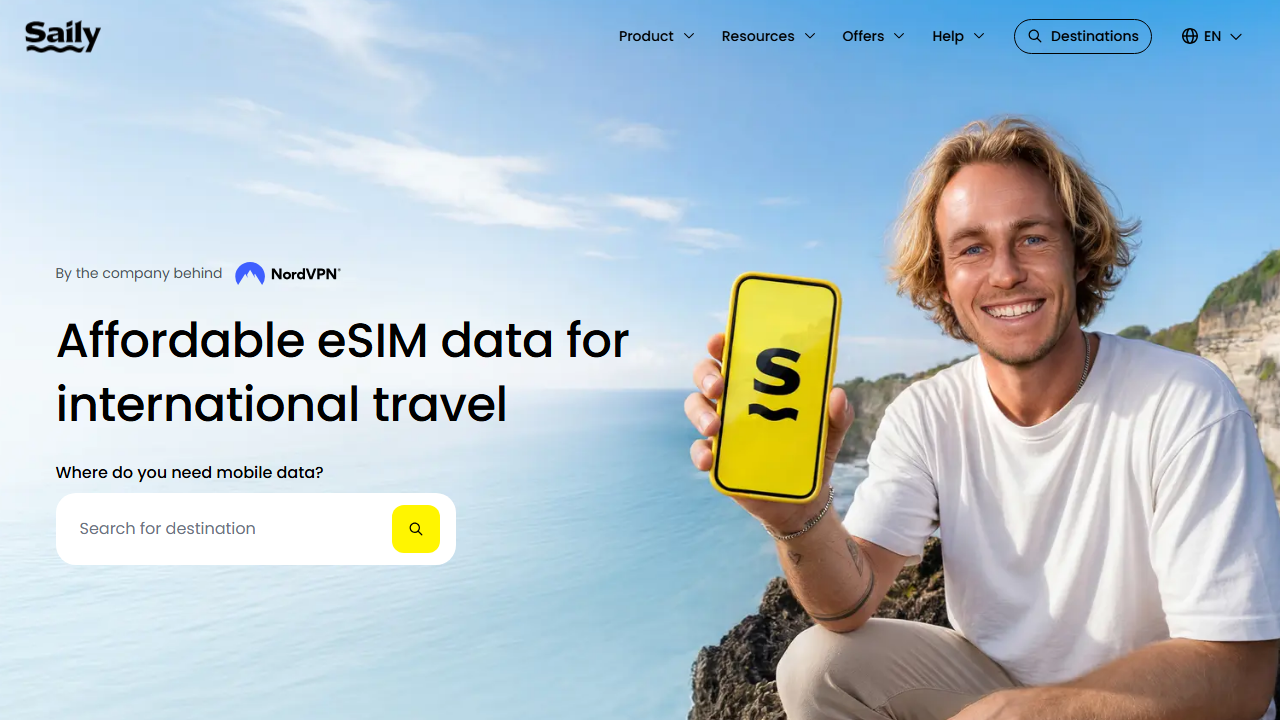 Saily
Product
Resources
Offers
Help
Destinations
EN
By the company behind NordVPN®
Affordable eSIM data for
international travel
Where do you need mobile data?
Search for destination
S